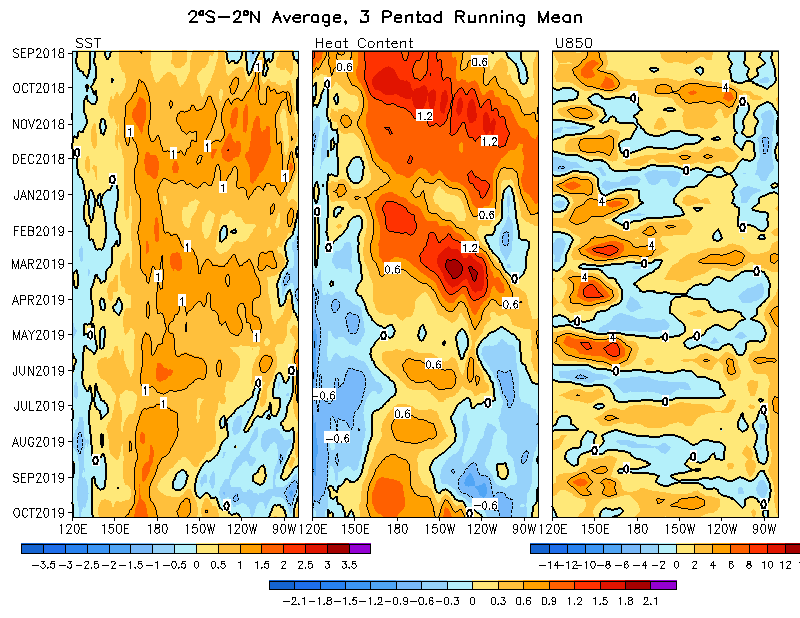 2°S-2°N Average, 3 Pentad Running Mean
SST
Heat Content
U850
SEP2018
OCT2018
NOV2018
DEC2018
JAN2019
FEB2019
MAR2019
APR2019
MAY2019
JUN2019
JUL2019
AUG2019
SEP2019
OCT2019
120E 150E 180 150W 120W 90W
120E 150E 180 150W 120W 90W
120E 150E 180 150W 120W 90W
-3.5 -3 -2.5 -2 -1.5 -1 -0.5 0 0.5 1 1.5 2 2.5 3 3.5
-14 -12 -10 -8 -6 -4 -2 0 2 4 6 8 10 12
-2.1 -1.8 -1.5 -1.2 -0.9 -0.6 -0.3 0 0.3 0.6 0.9 1.2 1.5 1.8 2.1